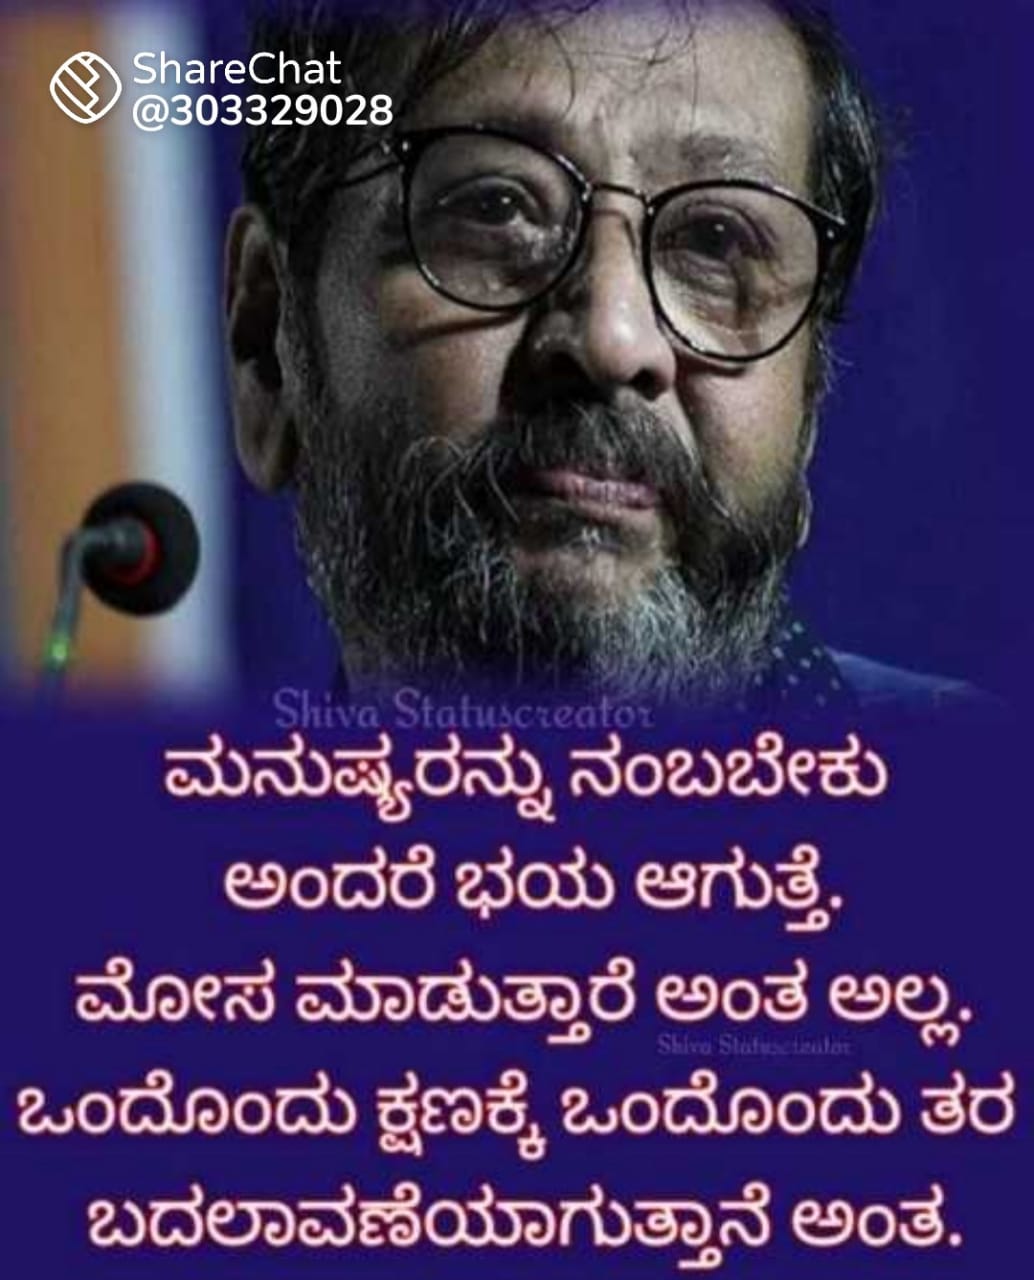 ShareChat
@303329028
Shiva Statuscreator
ಮನುಷ್ಯರನ್ನು ನಂಬಬೇಕು
ಅಂದರೆ ಭಯ ಆಗುತ್ತೆ.
ಮೋಸ ಮಾಡುತ್ತಾರೆ ಅಂತ ಅಲ್ಲ.
Shiva Statuscreator
ಒಂದೊಂದು ಕ್ಷಣಕ್ಕೆ ಒಂದೊಂದು ತರ
ಬದಲಾವಣೆಯಾಗುತ್ತಾನೆ ಅಂತ.